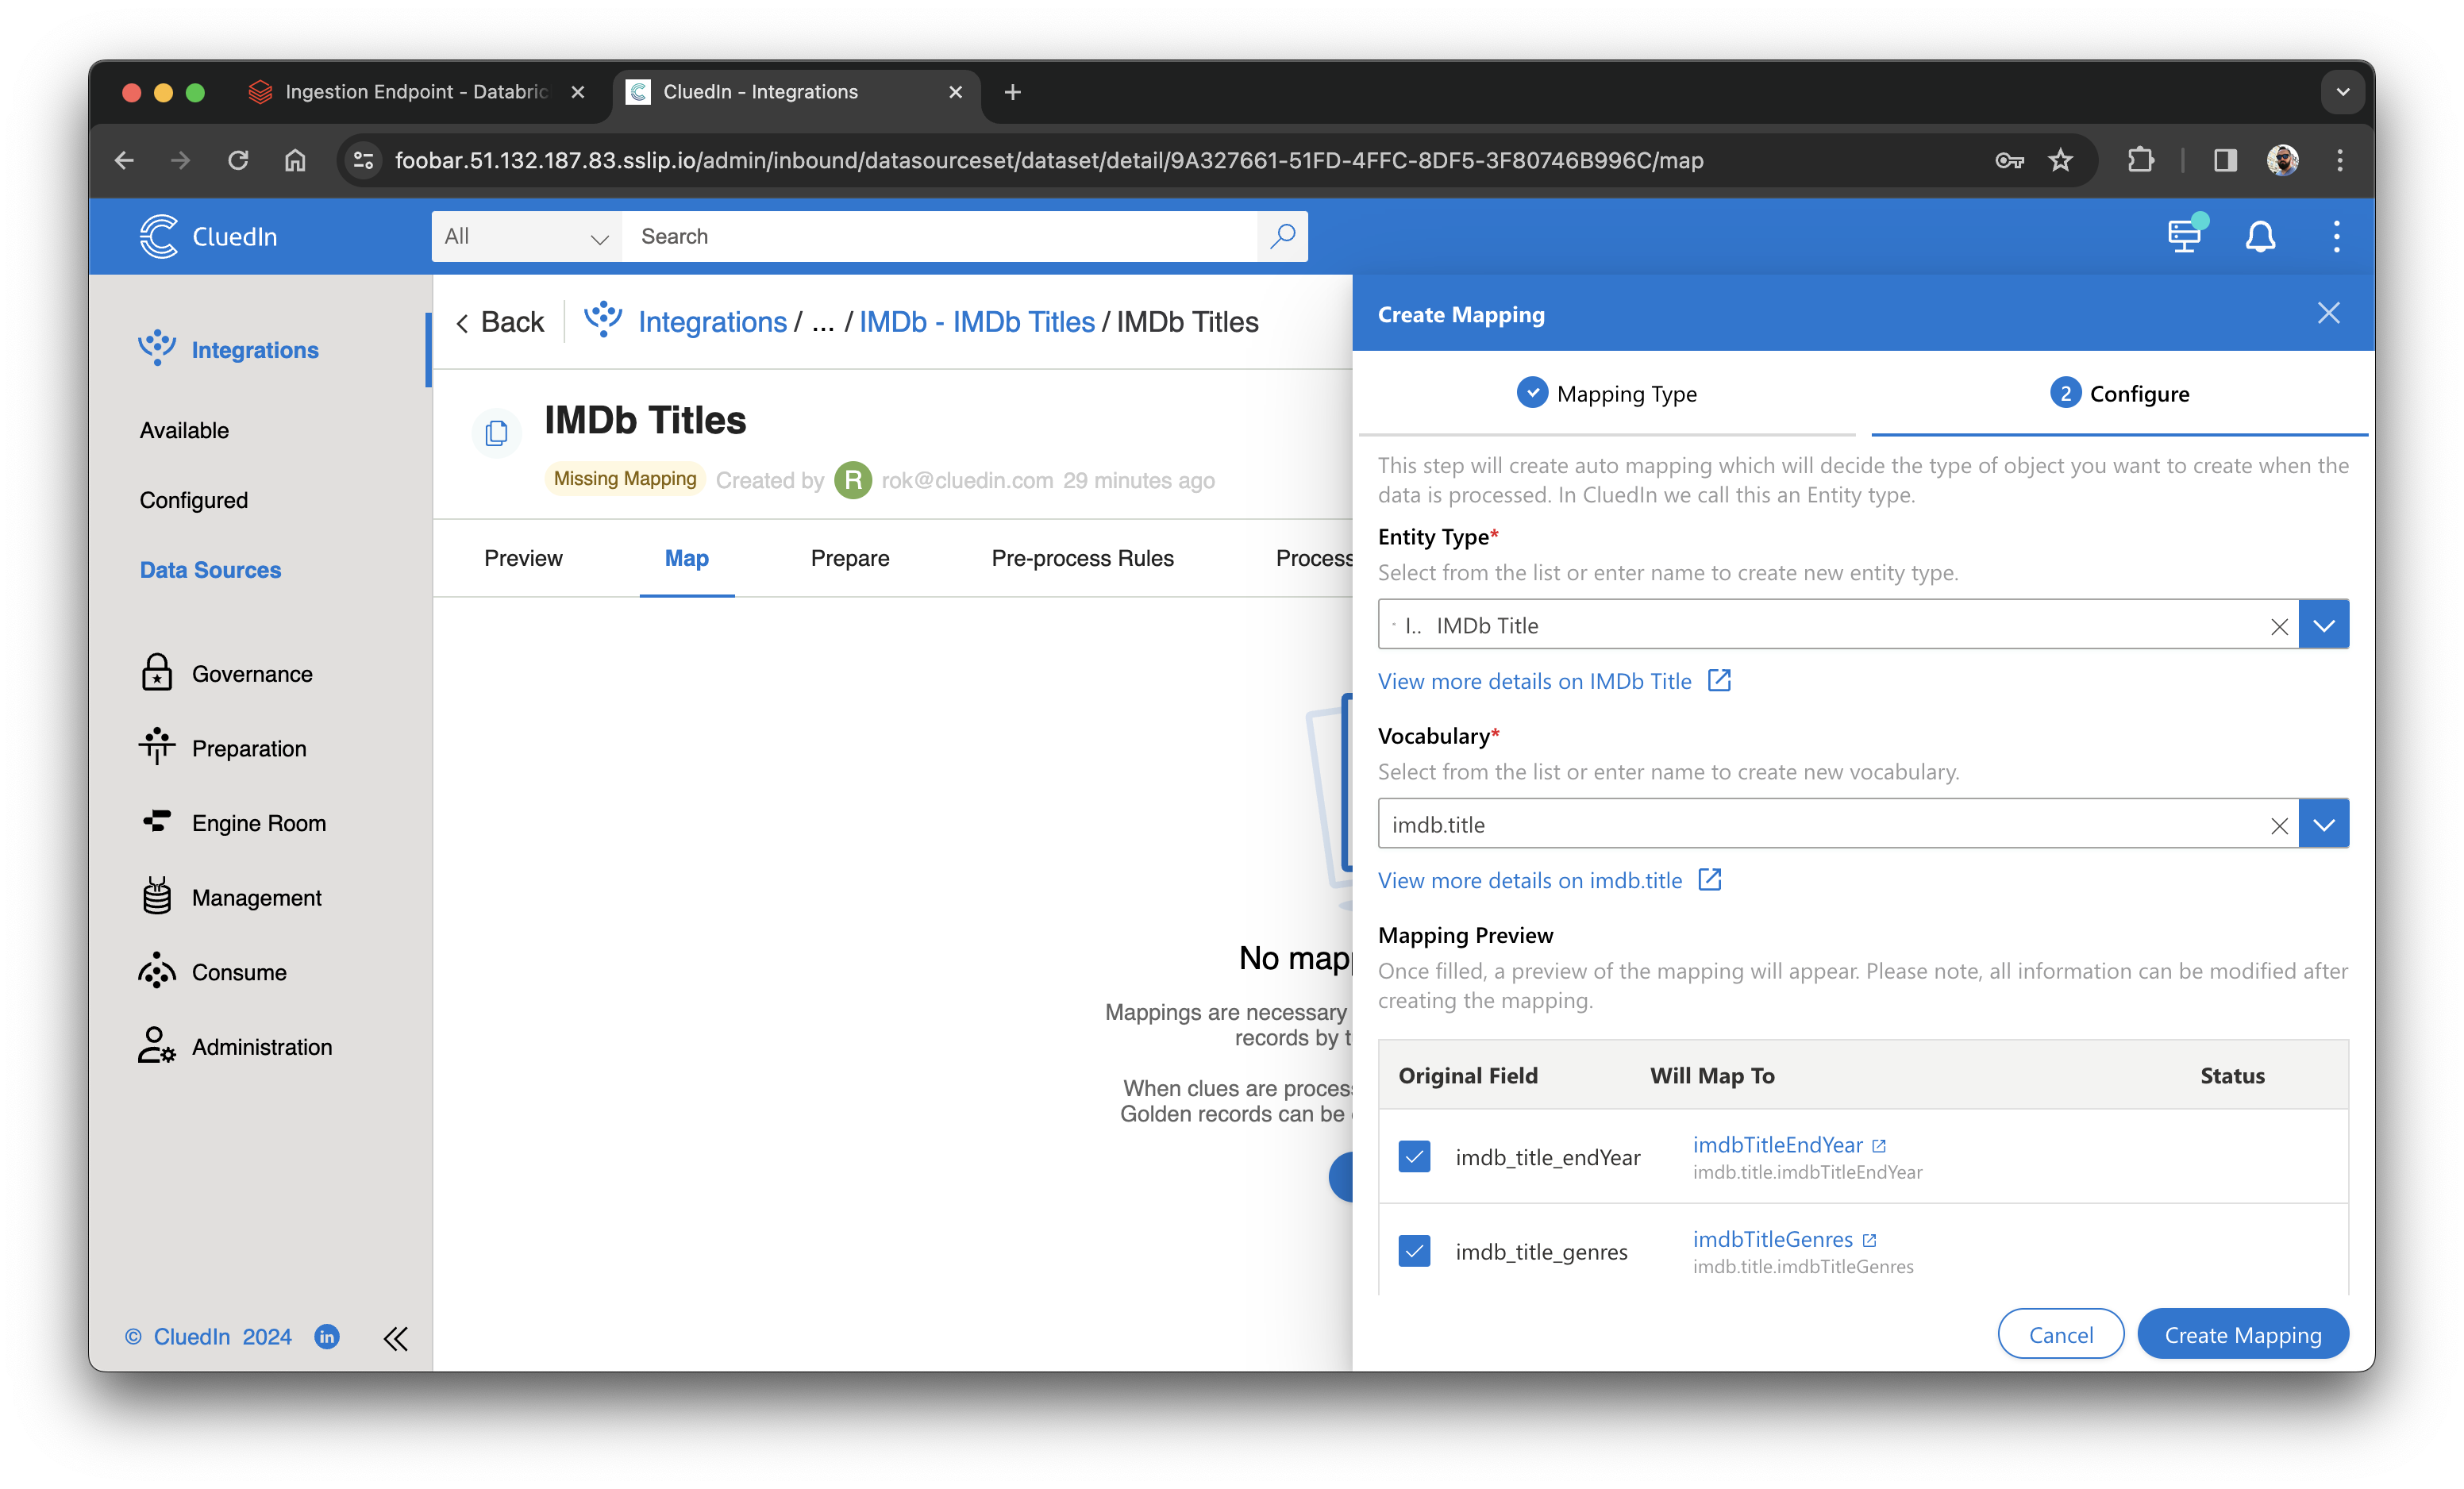 Ingestion Endpoint - Databric
CluedIn - Integrations
foobar.51.132.187.83.sslip.io/admin/inbound/datasourceset/dataset/detail/9A327661-51FD-4FFC-8DF5-3F80746B996C/map
CluedIn
All
Search
Integrations
Available
Configured
Data Sources
Governance
Preparation
Engine Room
Management
Consume
Administration
© CluedIn 2024
in
Back
Integrations / ... / IMDb - IMDb Titles / IMDb Titles
IMDb Titles
Missing Mapping Created by R rok@cluedin.com 29 minutes ago
Preview Map Prepare Pre-process Rules Process
No map
Mappings are necessary
records by t
When clues are process
Golden records can be
Create Mapping
Mapping Type
2 Configure
This step will create auto mapping which will decide the type of object you want to create when the
data is processed. In CluedIn we call this an Entity type.
Entity Type*
Select from the list or enter name to create new entity type.
I.. IMDb Title
View more details on IMDb Title
Vocabulary*
Select from the list or enter name to create new vocabulary.
imdb.title
View more details on imdb.title
Mapping Preview
Once filled, a preview of the mapping will appear. Please note, all information can be modified after
creating the mapping.
Original Field Will Map To Status
imdb_title_endYear
imdbTitleEndYear
imdb.title.imdbTitleEndYear
imdb_title_genres
imdbTitleGenres
imdb.title.imdbTitleGenres
Cancel
Create Mapping